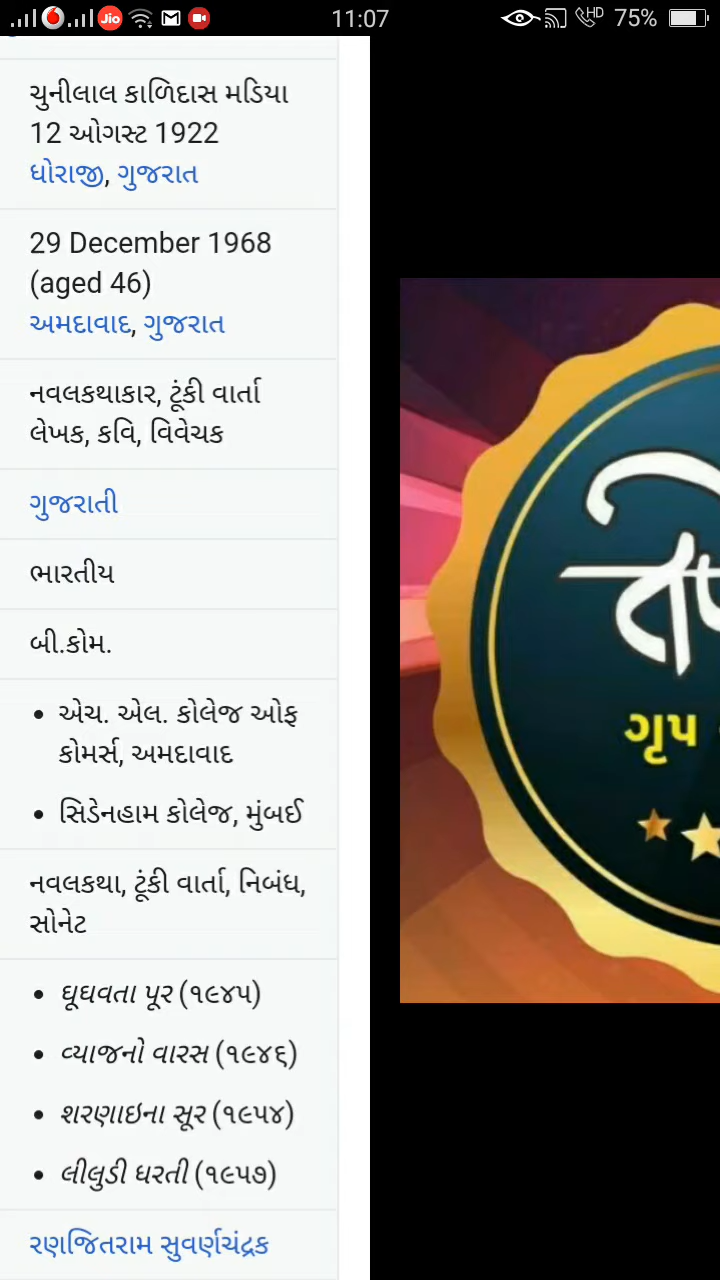 11:07
HD
75%
Jio
ચુનીલાલ કાળિદાસ મડિયા
12 ઓગસ્ટ 1922
ધોરાજી, ગુજરાત
29 December 1968
(aged 46)
અમદાવાદ, ગુજરાત
નવલકથાકાર, ટૂંકી વાર્તા
લેખક, કવિ, વિવેચક
ગુજરાતી
ભારતીય
બી.કોમ.
• એચ. એલ. કોલેજ ઓફ
કોમર્સ, અમદાવાદ
• સિડેનહામ કોલેજ, મુંબઈ
નવલકથા, ટૂંકી વાર્તા, નિબંધ,
સોનેટ
• ઘૂઘવતા પૂર (૧૯૪૫)
• વ્યાજનો વારસ (૧૯૪૬)
• શરણાઇના સૂર (૧૯૫૪)
• લીલુડી ધરતી (૧૯૫૭)
રણજિતરામ સુવર્ણચંદ્રક
ગૃપ